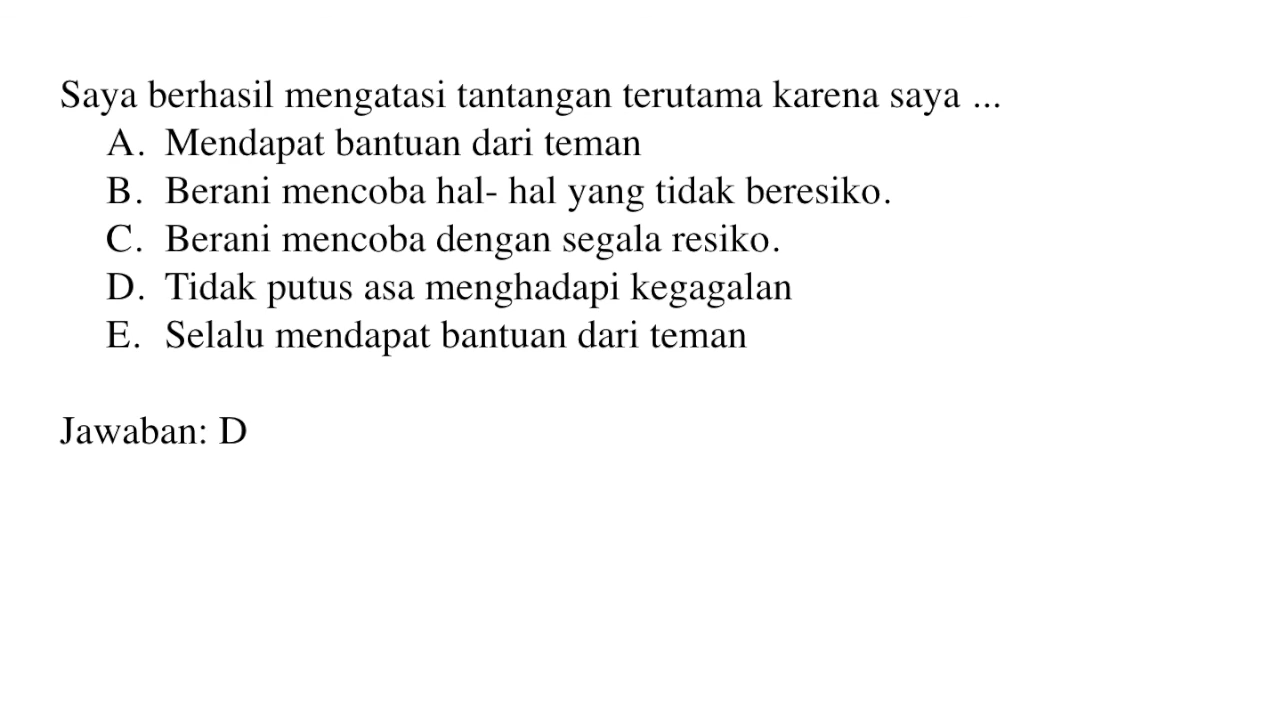 Saya berhasil mengatasi tantangan terutama karena saya ...
A. Mendapat bantuan dari teman
B. Berani mencoba hal- hal yang tidak beresiko.
C. Berani mencoba dengan segala resiko.
D. Tidak putus asa menghadapi kegagalan
E. Selalu mendapat bantuan dari teman
Jawaban: D